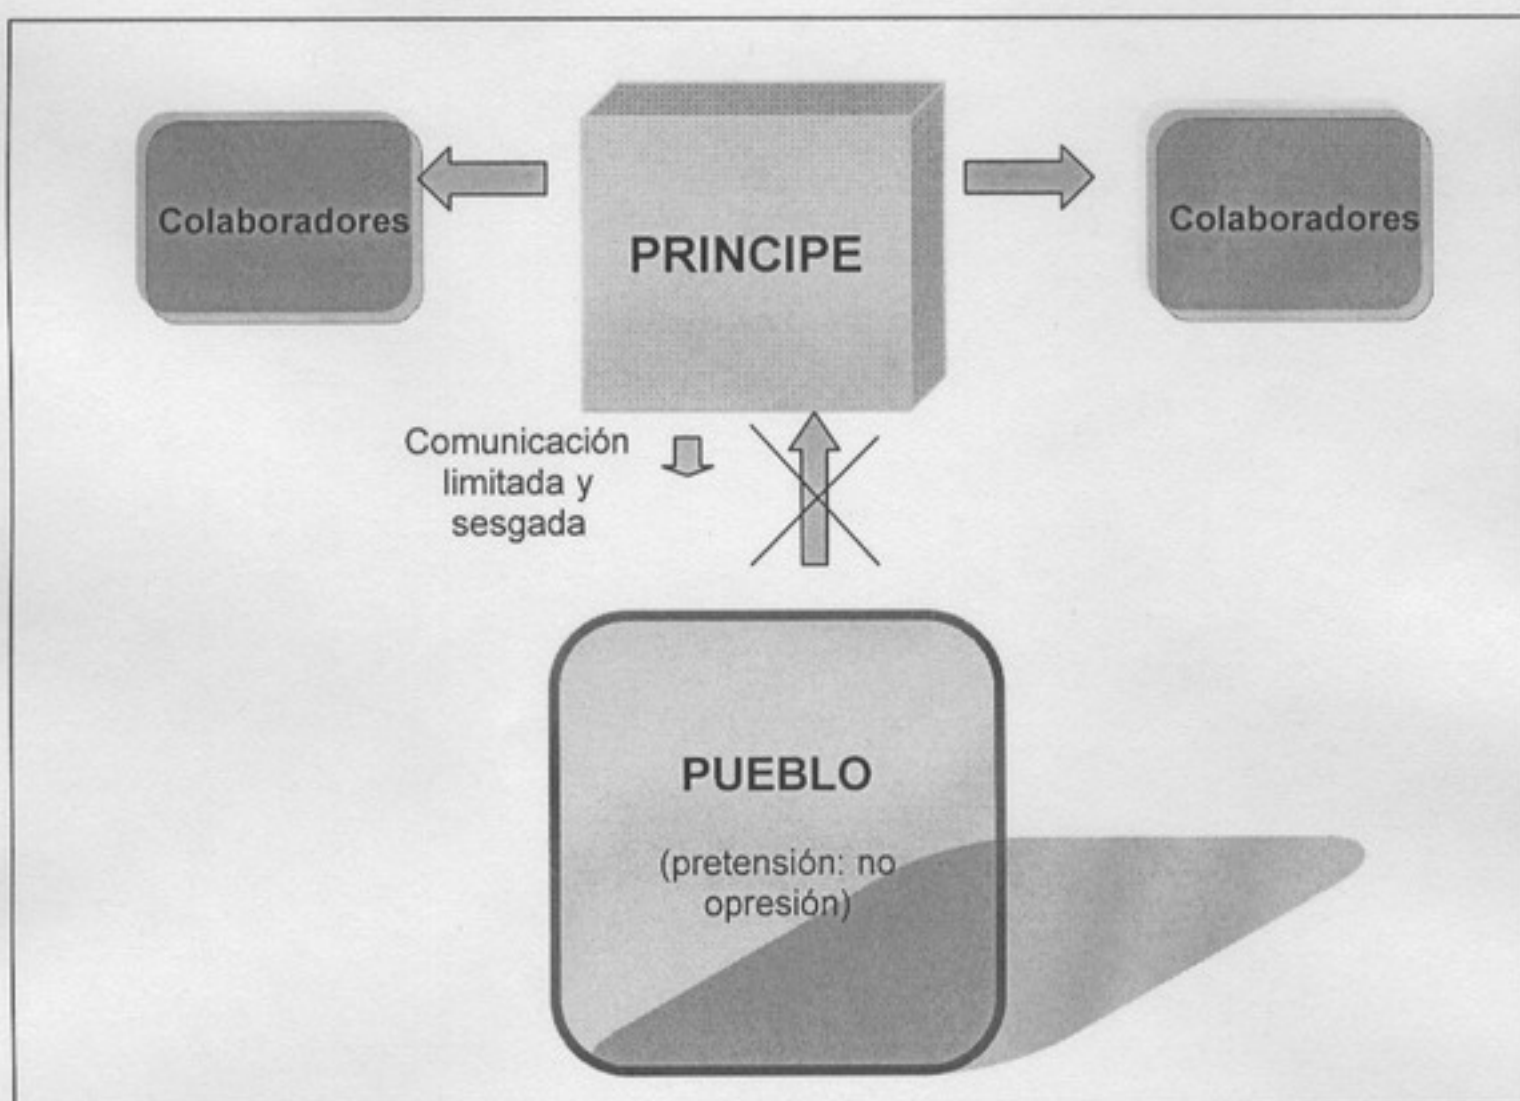 Colaboradores
PRINCIPE
Colaboradores
Comunicación
limitada y
sesgada
PUEBLO
(pretensión: no
opresión)